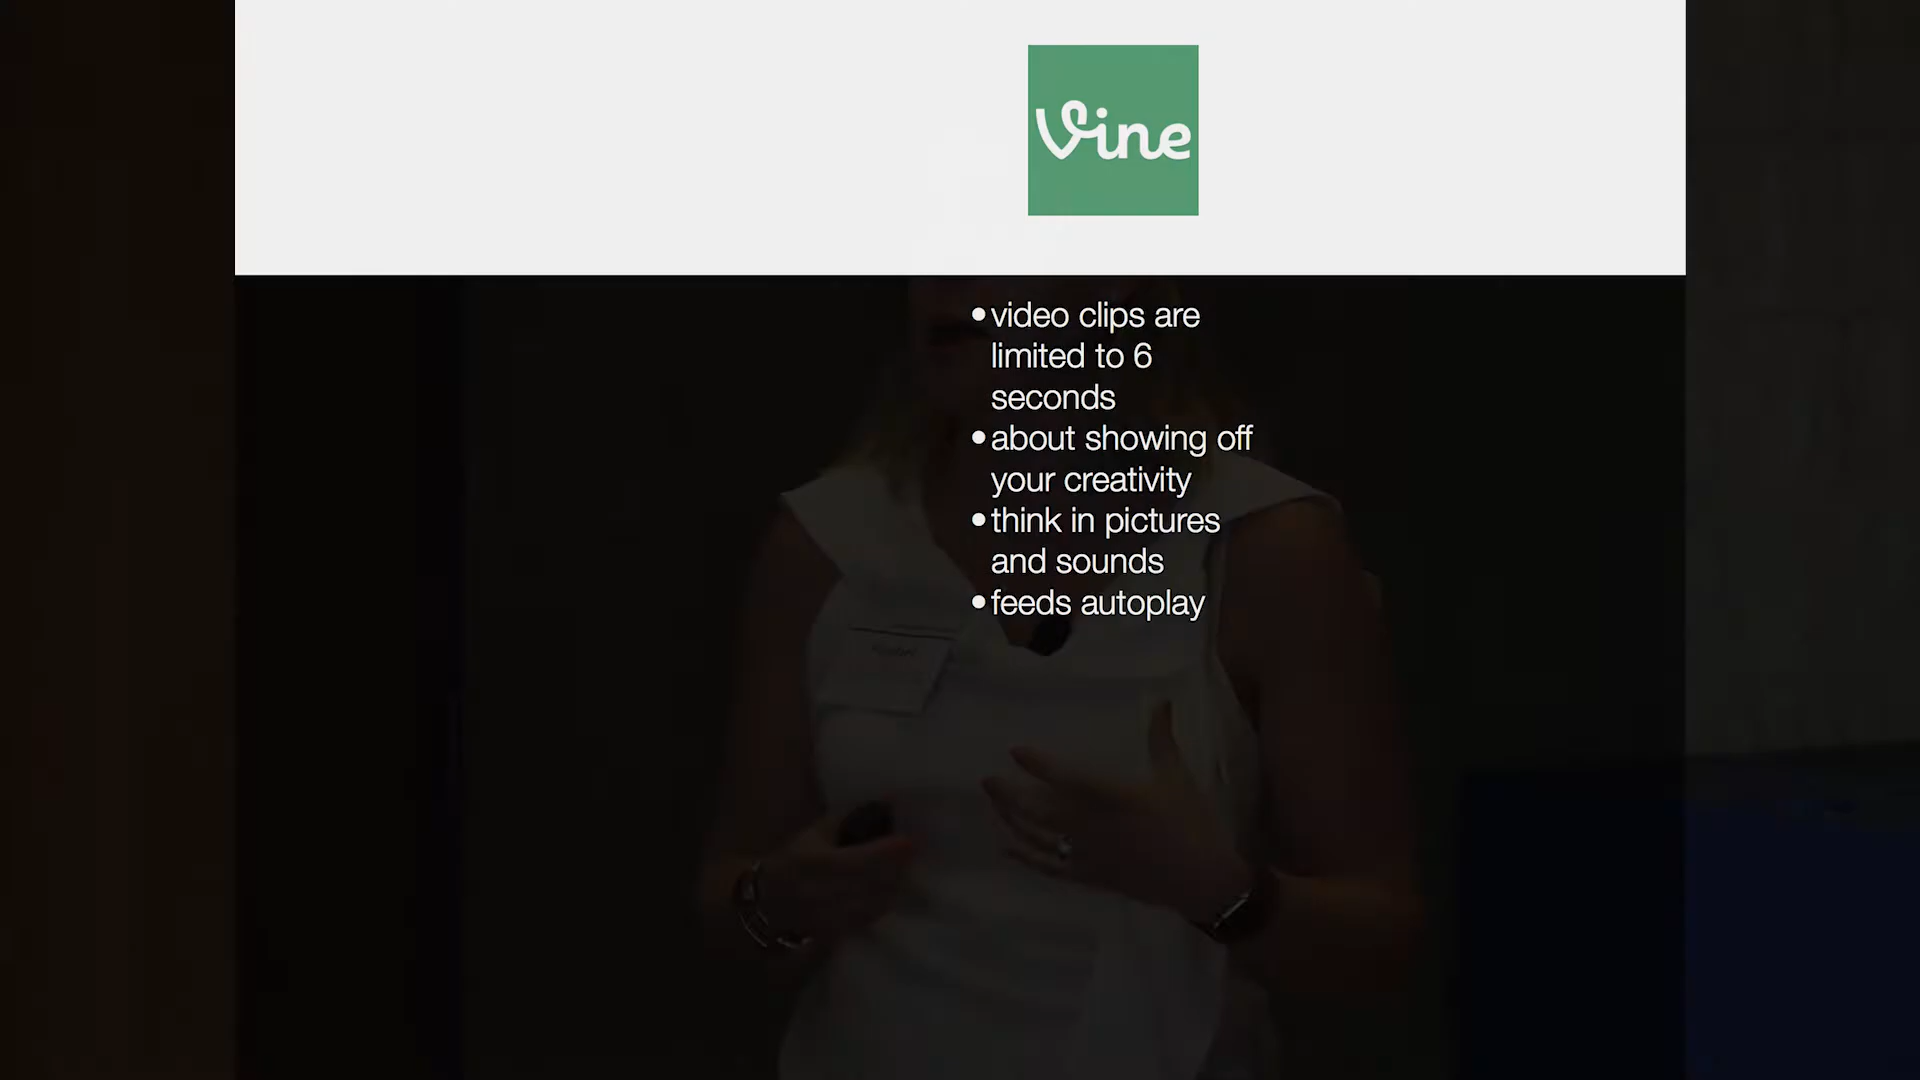 Vine
•video clips are
limited to 6
seconds
•about showing off
your creativity
•think in pictures
and sounds
•feeds autoplay